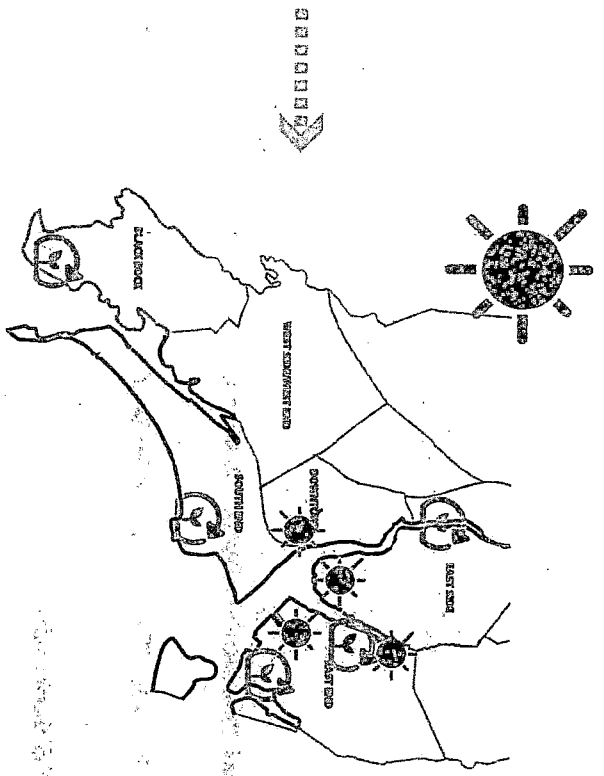 EAST SIDE
EAST END
DOWNTOWN
WEST SIDE/WEST END
SOUTH END
BLACK ROCK